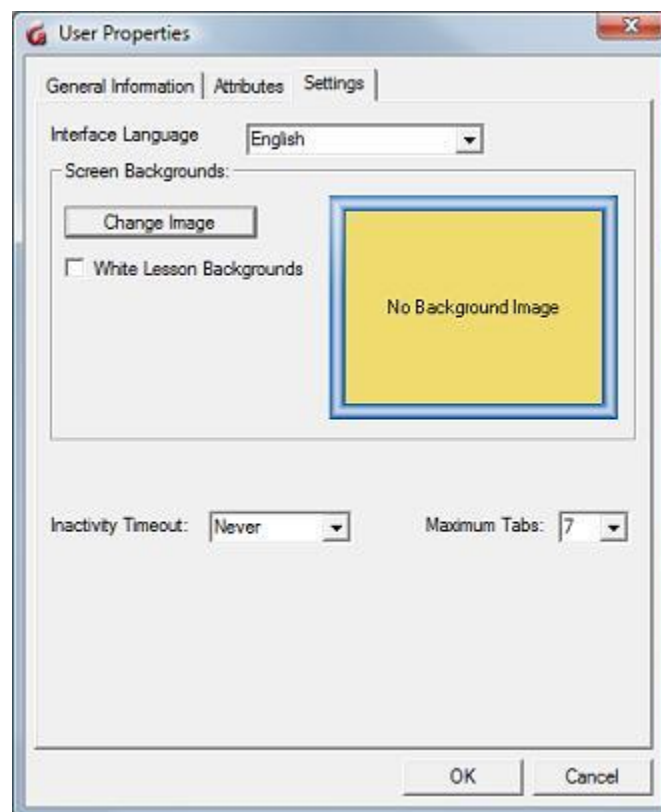 User Properties
General Information Attributes Settings
Interface Language English
Screen Backgrounds:
Change Image
White Lesson Backgrounds
No Background Image
Inactivity Timeout: Never Maximum Tabs: 7
OK Cancel